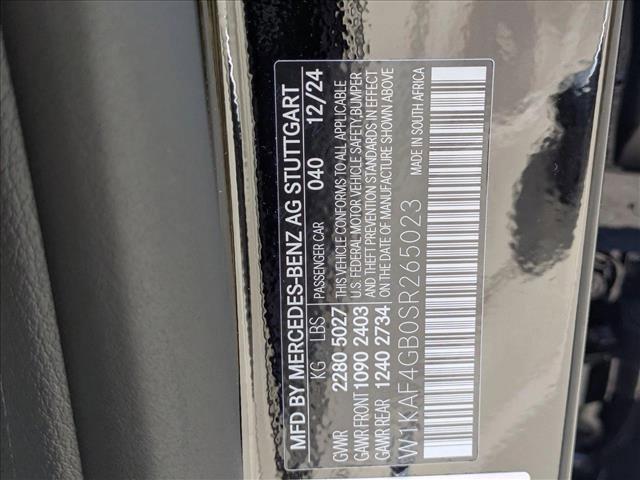 MFD BY MERCEDES-BENZ AG STUTTGART
KG LBS PASSENGER CAR 040 12/24
GWR 2280 5027 THIS VEHICLE CONFORMS TO ALL APPLICABLE
U.S. FEDERAL MOTOR VEHICLE SAFETY,BUMPER
GAWR FRONT 1090 2403 AND THEFT PREVENTION STANDARDS IN EFFECT
GAWR REAR 1240 2734 ON THE DATE OF MANUFACTURE SHOWN ABOVE
W1KAF4GB0SR265023 MADE IN SOUTH AFRICA